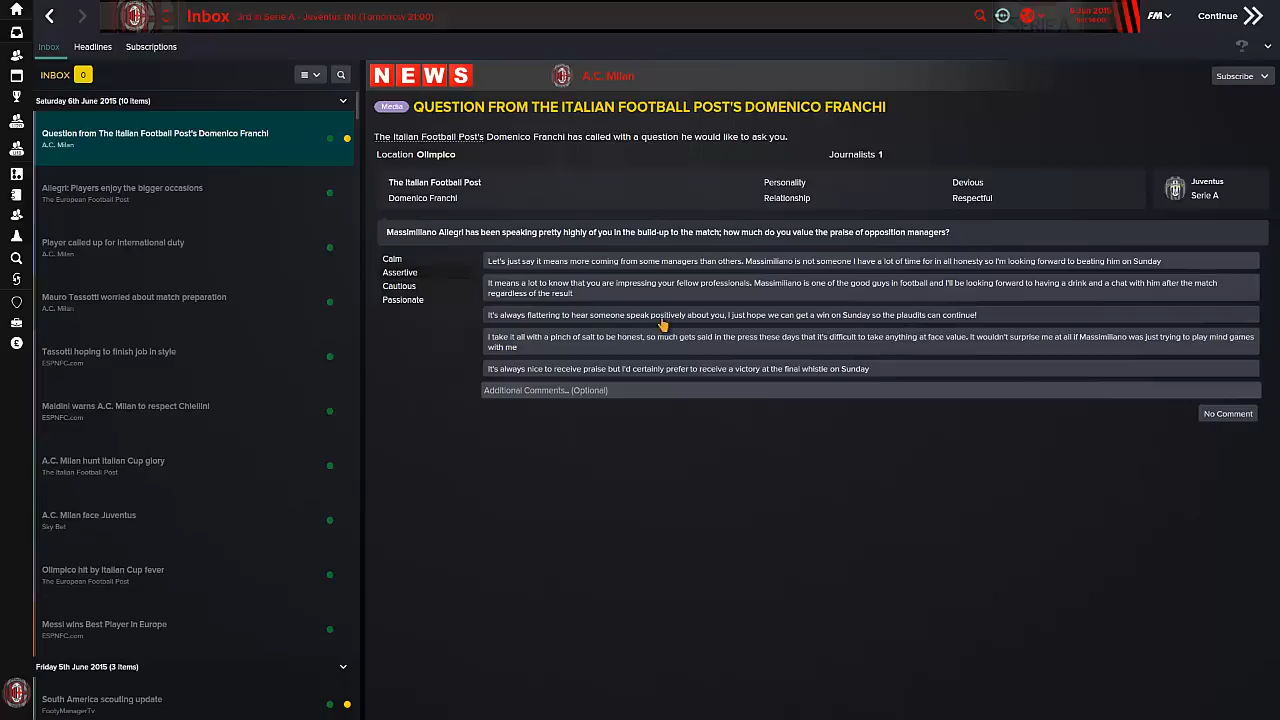 Inbox
3rd in Serie A - Juventus (N) (Tomorrow 21:00)
6 Jun 2015
FM
Continue
Inbox
Headlines
Subscriptions
INBOX 0
Saturday 6th June 2015 (10 items)
Question from The Italian Football Post's Domenico Franchi
A.C. Milan
Allegri: Players enjoy the bigger occasions
The European Football Post
Player called up for international duty
A.C. Milan
Mauro Tassotti worried about match preparation
A.C. Milan
Tassotti hoping to finish job in style
ESPNFC.com
Maldini warns A.C. Milan to respect Chiellini
ESPNFC.com
A.C. Milan hunt Italian Cup glory
The Italian Football Post
A.C. Milan face Juventus
Sky Bet
Olimpico hit by Italian Cup fever
The European Football Post
Messi wins Best Player in Europe
ESPNFC.com
Friday 5th June 2015 (3 items)
South America scouting update
FootyManagerTv
NEWS
A.C. Milan
Subscribe
Media QUESTION FROM THE ITALIAN FOOTBALL POST'S DOMENICO FRANCHI
The Italian Football Post's Domenico Franchi has called with a question he would like to ask you.
Location Olimpico
Journalists 1
The Italian Football Post
Personality
Devious
Domenico Franchi
Relationship
Respectful
Juventus
Serie A
Massimiliano Allegri has been speaking pretty highly of you in the build-up to the match; how much do you value the praise of opposition managers?
Calm
Assertive
Cautious
Passionate
Let's just say it means more coming from some managers than others. Massimiliano is not someone I have a lot of time for in all honesty so I'm looking forward to beating him on Sunday
It means a lot to know that you are impressing your fellow professionals. Massimiliano is one of the good guys in football and I'll be looking forward to having a drink and a chat with him after the match
regardless of the result
It's always flattering to hear someone speak positively about you, I just hope we can get a win on Sunday so the plaudits can continue!
I take it all with a pinch of salt to be honest, so much gets said in the press these days that it's difficult to take anything at face value. It wouldn't surprise me at all if Massimiliano was just trying to play mind games
with me
It's always nice to receive praise but I'd certainly prefer to receive a victory at the final whistle on Sunday
Additional Comments... (Optional)
No Comment